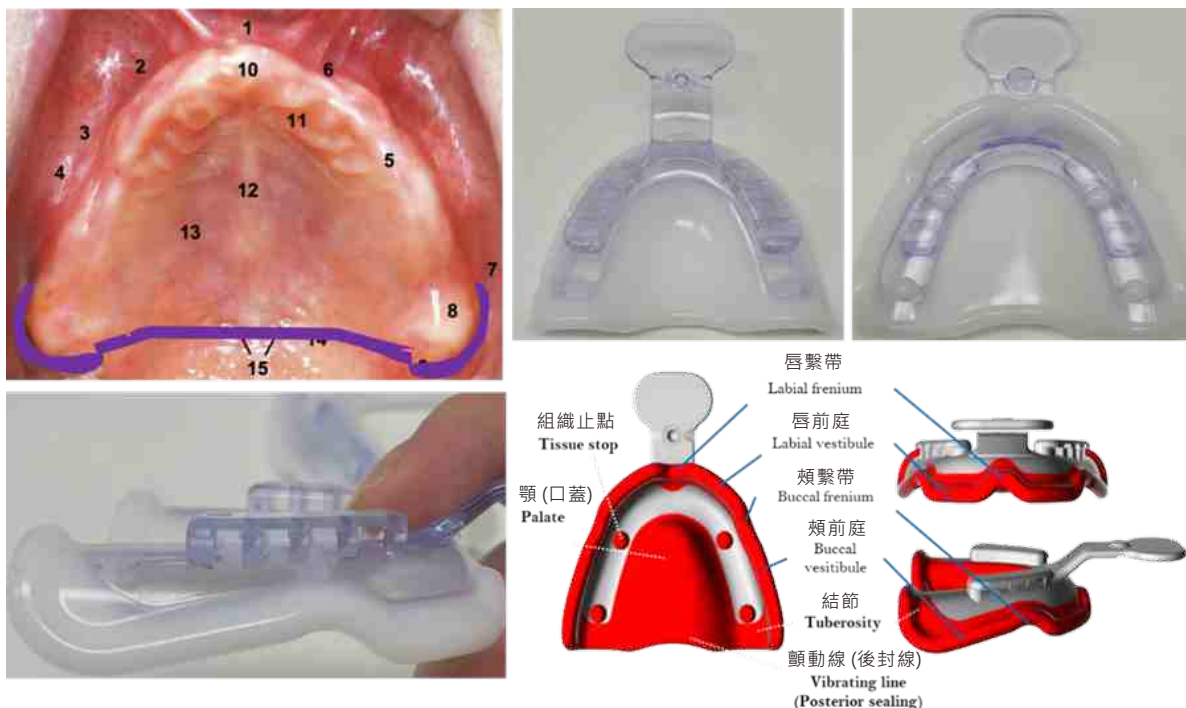 1
2
6
10
3
11
4
5
12
13
7
8
14
15
唇繫帶
Labial frenium
組織止點
Tissue stop
唇前庭
Labial vestibule
頰繫帶
Buccal frenium
顎 (口蓋)
Palate
頰前庭
Buccal
vesitibule
結節
Tuberosity
顫動線 (後封線)
Vibrating line
(Posterior sealing)